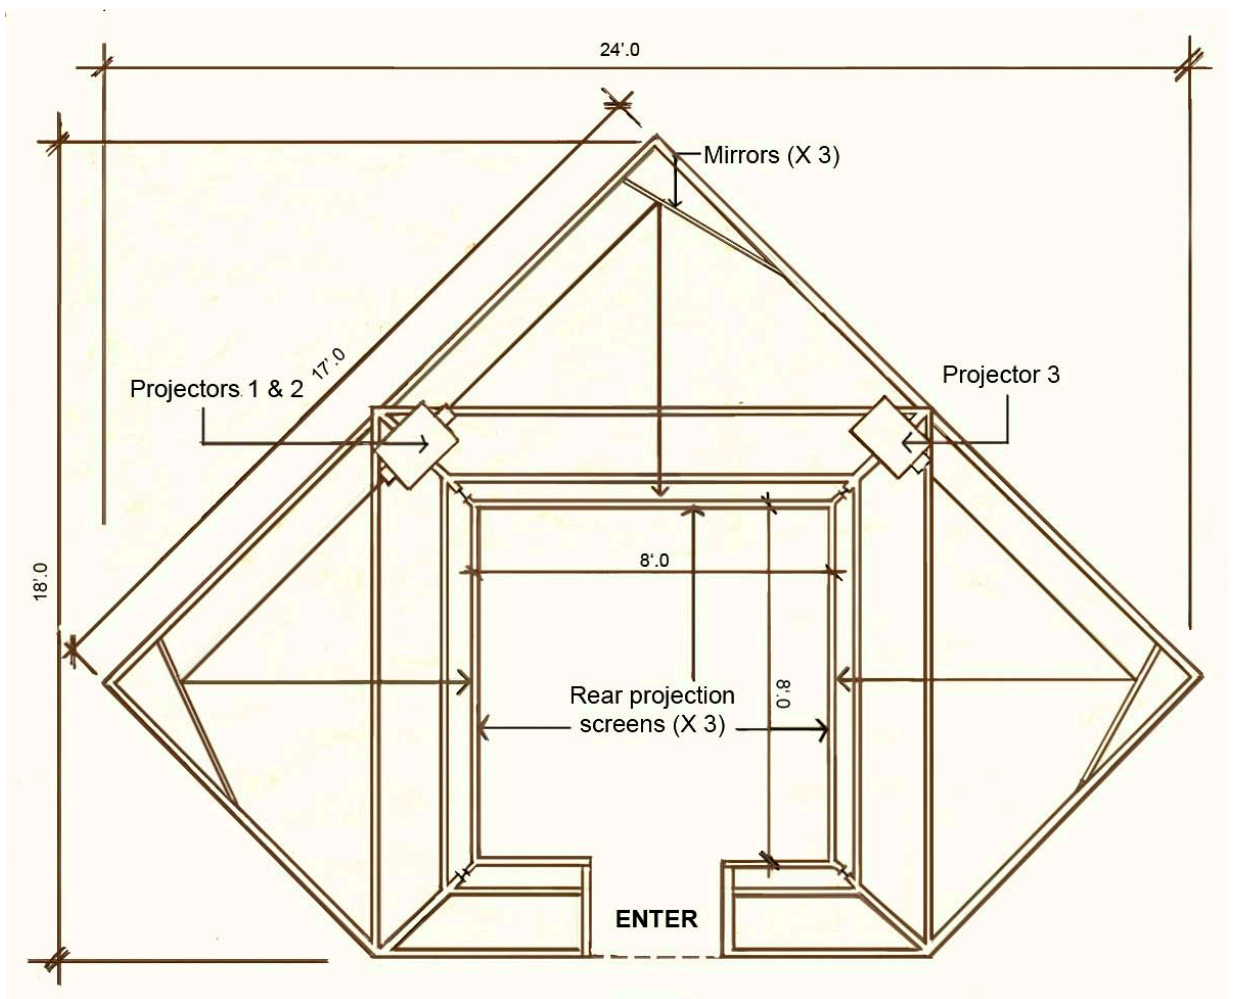 24'.0
Mirrors (X 3)
17'.0
Projectors 1 & 2
Projector 3
18'.0
8'.0
Rear projection
screens (X 3)
8'.0
ENTER